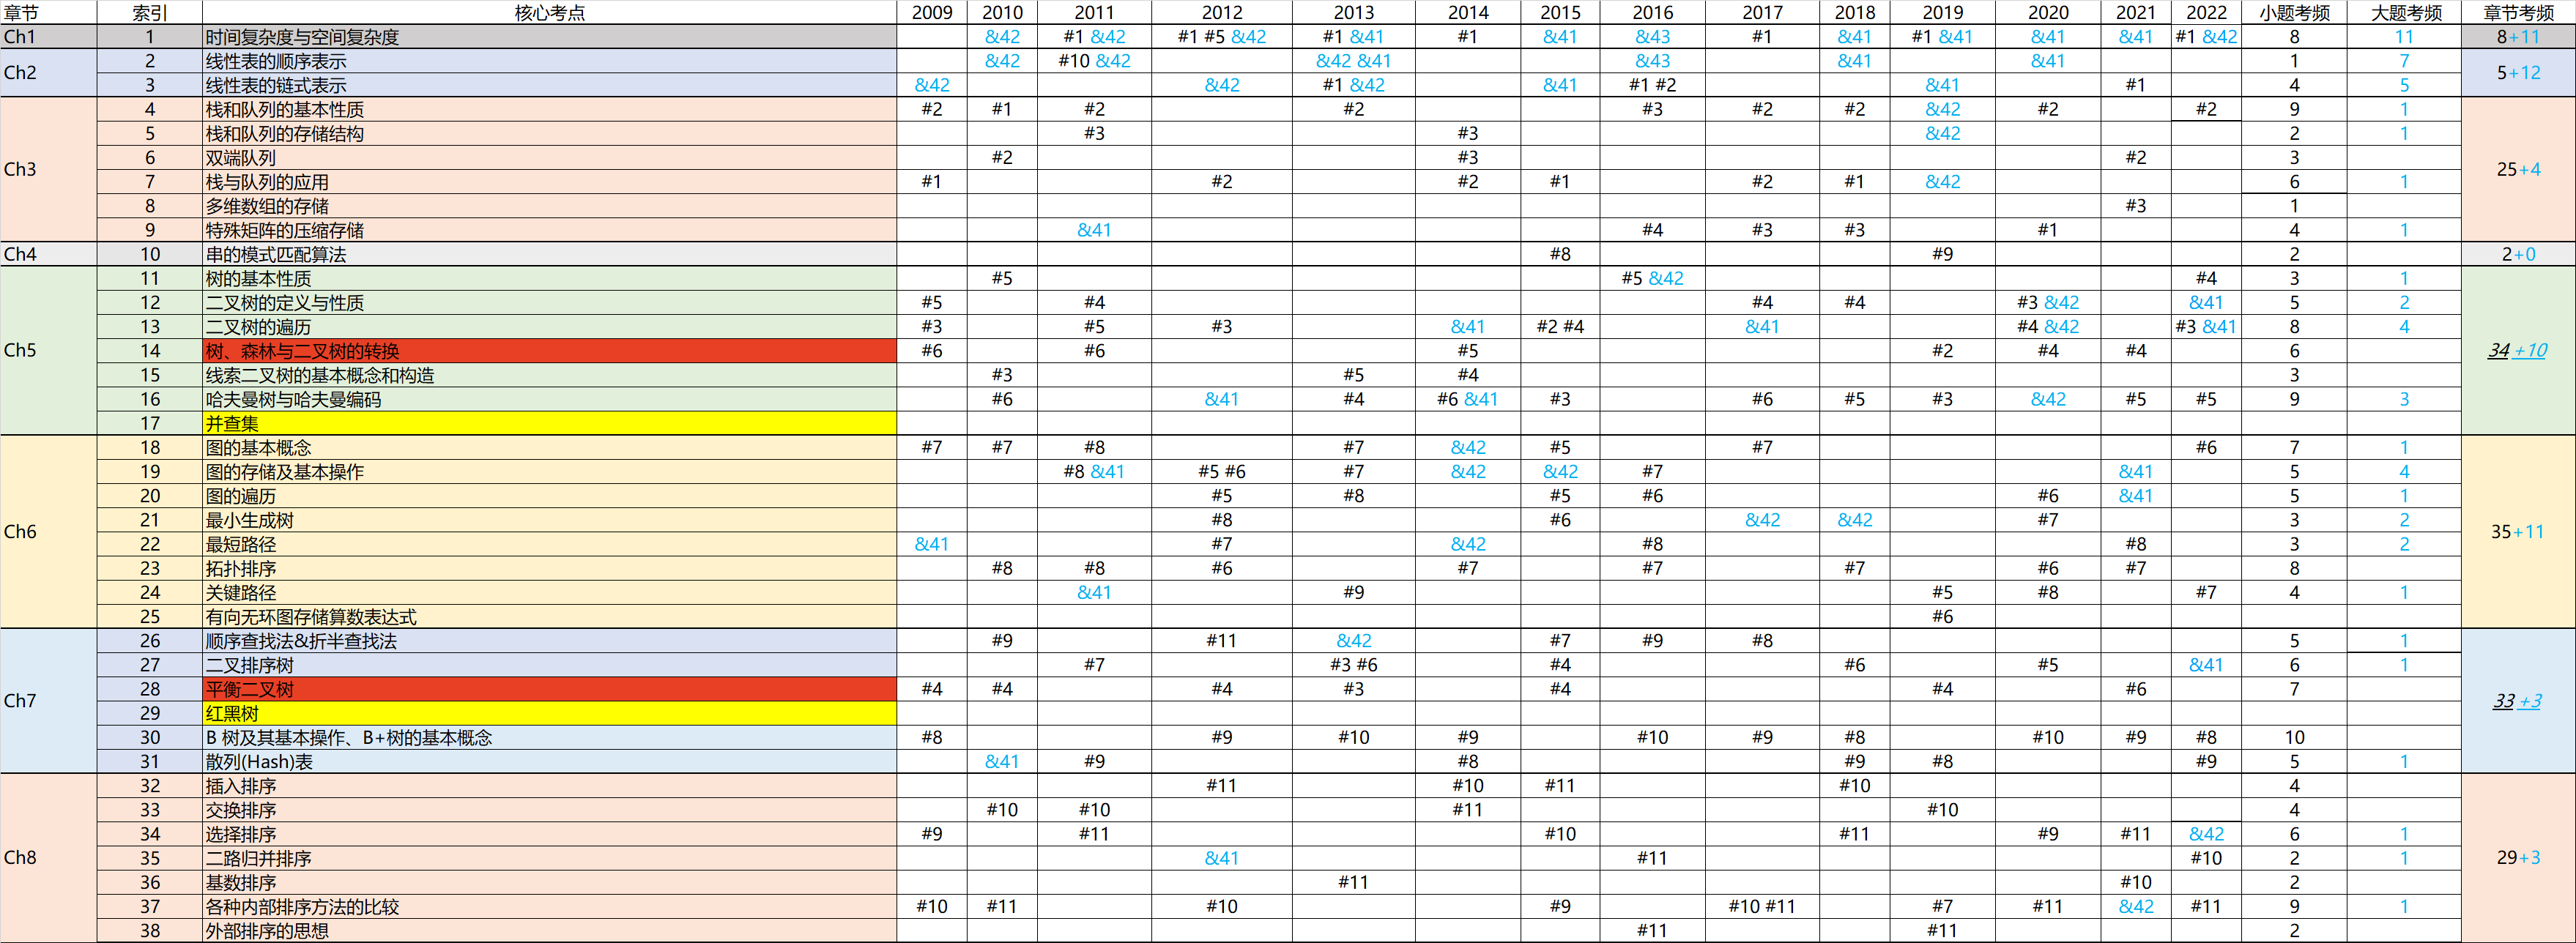 章节 索引 核心考点 2009 2010 2011 2012 2013 2014 2015 2016 2017 2018 2019 2020 2021 2022 小题考频 大题考频 章节考频
Ch1 1 时间复杂度与空间复杂度 &42 #1 &42 #1 #5 &42 #1 &41 #1 &41 &43 #1 &41 #1 &41 &41 &41 #1 &42 8 11 8+11
Ch2 2 线性表的顺序表示 &42 #10 &42 &42 &41 &43 &41 &41 1 7 5+12
3 线性表的链式表示 &42 &42 #1 &42 &41 #1 #2 &41 #1 4 5
Ch3 4 栈和队列的基本性质 #2 #1 #2 #2 #3 #2 #2 &42 #2 #2 9 1 25+4
5 栈和队列的存储结构 #3 #3 &42 2 1
6 双端队列 #2 #3 #2 3
7 栈与队列的应用 #1 #2 #2 #1 #2 #1 &42 6 1
8 多维数组的存储 #3 1
9 特殊矩阵的压缩存储 &41 #4 #3 #3 #1 4 1
Ch4 10 串的模式匹配算法 #8 #9 2 2+0
Ch5 11 树的基本性质 #5 #5 &42 #4 3 1 34 +10
12 二叉树的定义与性质 #5 #4 #4 #4 #3 &42 &41 5 2
13 二叉树的遍历 #3 #5 #3 &41 #2 #4 &41 #4 &42 #3 &41 8 4
14 树、森林与二叉树的转换 #6 #6 #5 #2 #4 #4 6
15 线索二叉树的基本概念和构造 #3 #5 #4 3
16 哈夫曼树与哈夫曼编码 #6 &41 #4 #6 &41 #3 #6 #5 #3 &42 #5 #5 9 3
17 并查集
Ch6 18 图的基本概念 #7 #7 #8 #7 &42 #5 #7 #6 7 1 35+11
19 图的存储及基本操作 #8 &41 #5 #6 #7 &42 &42 #7 &41 5 4
20 图的遍历 #5 #8 #5 #6 #6 &41 5 1
21 最小生成树 #8 #6 &42 &42 #7 3 2
22 最短路径 &41 #7 &42 #8 #8 3 2
23 拓扑排序 #8 #8 #6 #7 #7 #7 #6 #7 8
24 关键路径 &41 #9 #5 #8 #7 4 1
25 有向无环图存储算数表达式 #6
Ch7 26 顺序查找法&折半查找法 #9 #11 &42 #7 #9 #8 5 1 33 +3
27 二叉排序树 #7 #3 #6 #4 #6 #5 &41 6 1
28 平衡二叉树 #4 #4 #4 #3 #4 #4 #6 7
29 红黑树
30 B 树及其基本操作、B+树的基本概念 #8 #9 #10 #9 #10 #9 #8 #10 #9 #8 10
31 散列(Hash)表 &41 #9 #8 #9 #8 #9 5 1
Ch8 32 插入排序 #11 #10 #11 #10 4 29+3
33 交换排序 #10 #10 #11 #10 4
34 选择排序 #9 #11 #10 #11 #9 #11 &42 6 1
35 二路归并排序 &41 #11 #10 2 1
36 基数排序 #11 #10 2
37 各种内部排序方法的比较 #10 #11 #10 #9 #10 #11 #7 #11 &42 #11 9 1
38 外部排序的思想 #11 #11 2